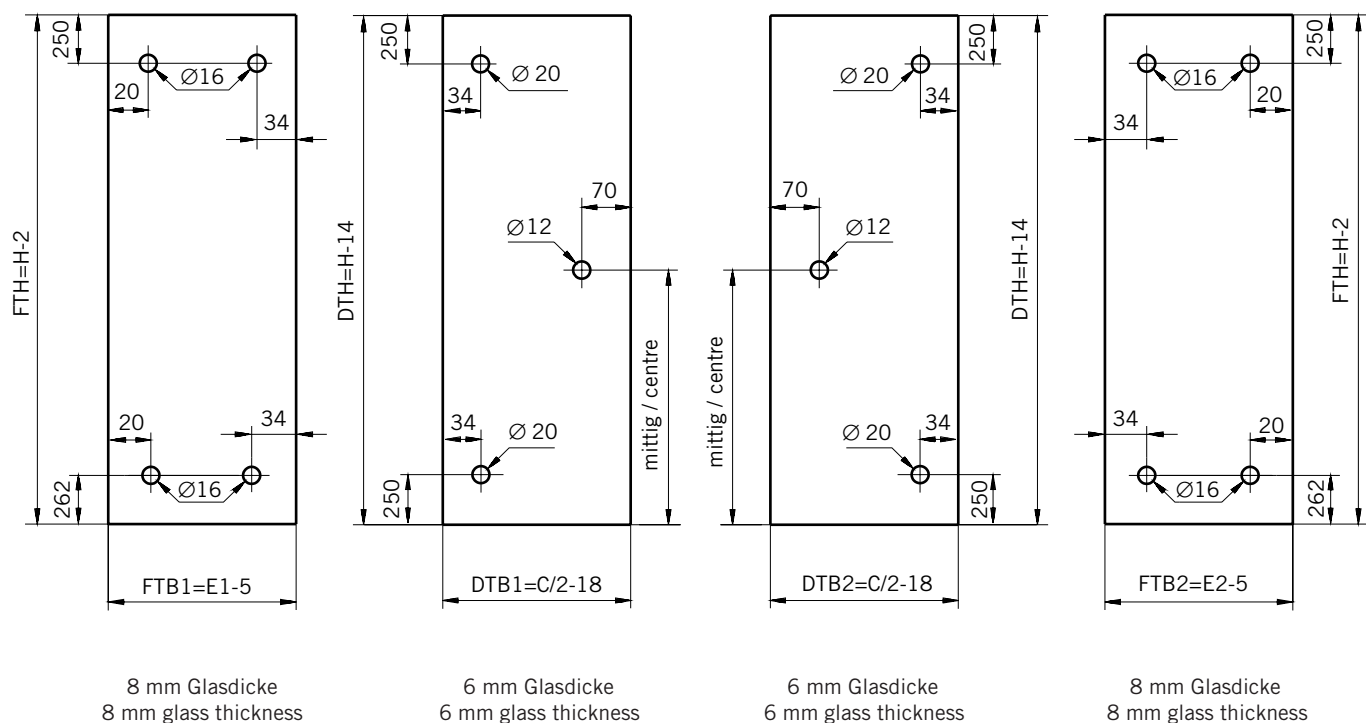 250
Ø16
20
34
FTH=H-2
20
34
Ø16
262
FTB1=E1-5
8 mm Glasdicke
8 mm glass thickness
250
Ø 20
34
70
Ø12
DTH=H-14
mittig / centre
34
Ø 20
250
DTB1=C/2-18
6 mm Glasdicke
6 mm glass thickness
250
Ø 20
34
70
Ø12
DTH=H-14
mittig / centre
34
Ø 20
250
DTB2=C/2-18
6 mm Glasdicke
6 mm glass thickness
250
Ø16
20
34
FTH=H-2
34
20
Ø16
262
FTB2=E2-5
8 mm Glasdicke
8 mm glass thickness